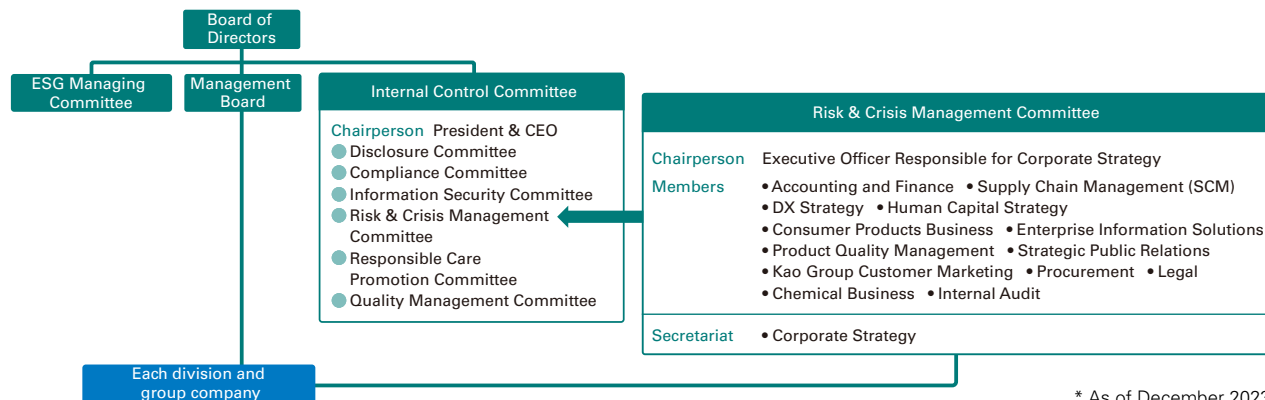 Board of
Directors
ESG Managing
Committee
Management
Board
Internal Control Committee
Chairperson President & CEO
Disclosure Committee
Compliance Committee
Information Security Committee
Risk & Crisis Management
Committee
Responsible Care
Promotion Committee
Quality Management Committee
Risk & Crisis Management Committee
Chairperson Executive Officer Responsible for Corporate Strategy
Members • Accounting and Finance • Supply Chain Management (SCM)
• DX Strategy • Human Capital Strategy
• Consumer Products Business • Enterprise Information Solutions
• Product Quality Management • Strategic Public Relations
• Kao Group Customer Marketing • Procurement • Legal
• Chemical Business • Internal Audit
Secretariat • Corporate Strategy
Each division and
group company
* As of December